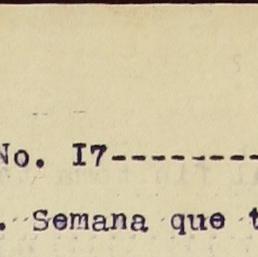 No. I7--------
. Semana que t